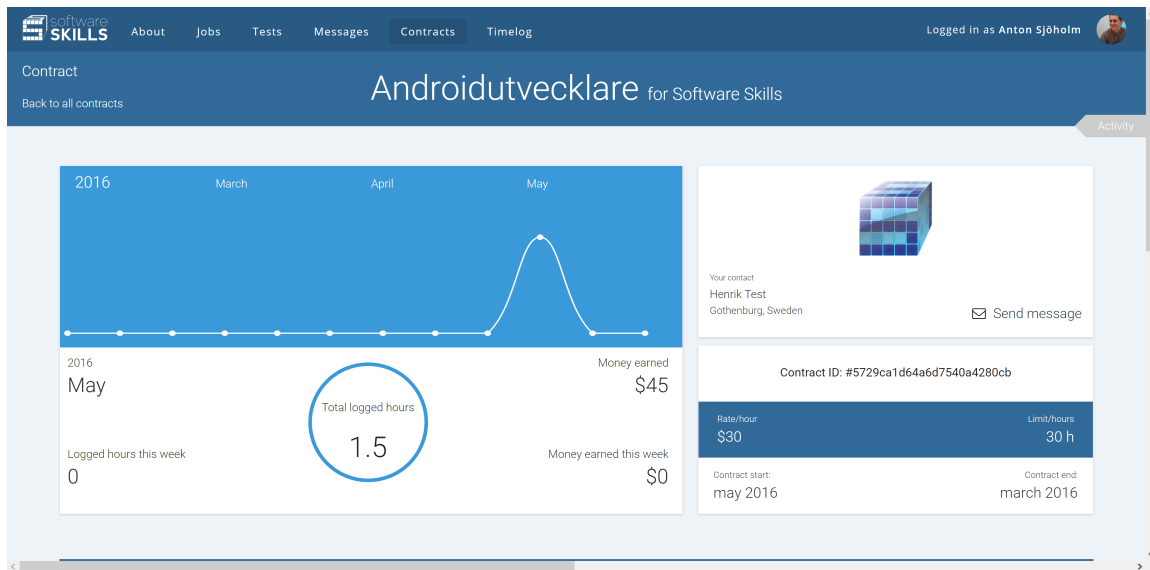 software
SKILLS
About
Jobs
Tests
Messages
Contracts
Timelog
Logged in as Anton Sjöholm
Contract
Back to all contracts
Androidutvecklare for Software Skills
Activity
2016
March
April
May
2016
May
Money earned
$45
Total logged hours
1.5
Logged hours this week
0
Money earned this week
$0
Your contact
Henrik Test
Gothenburg, Sweden
Send message
Contract ID: #5729ca1d64a6d7540a4280cb
Rate/hour
$30
Limit/hours
30 h
Contract start:
may 2016
Contract end:
march 2016